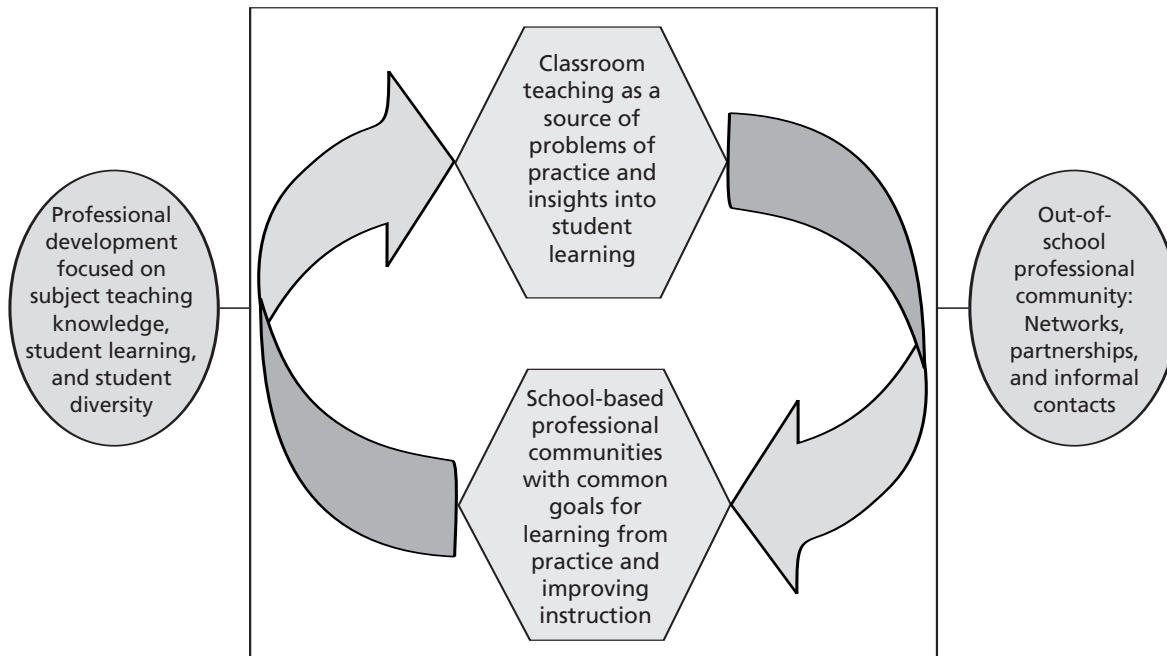 Classroom
teaching as a
source of
problems of
practice and
insights into
student
learning
Professional
development
focused on
subject teaching
knowledge,
student learning,
and student
diversity
Out-of-
school
professional
community:
Networks,
partnerships,
and informal
contacts
School-based
professional
communities
with common
goals for
learning from
practice and
improving
instruction